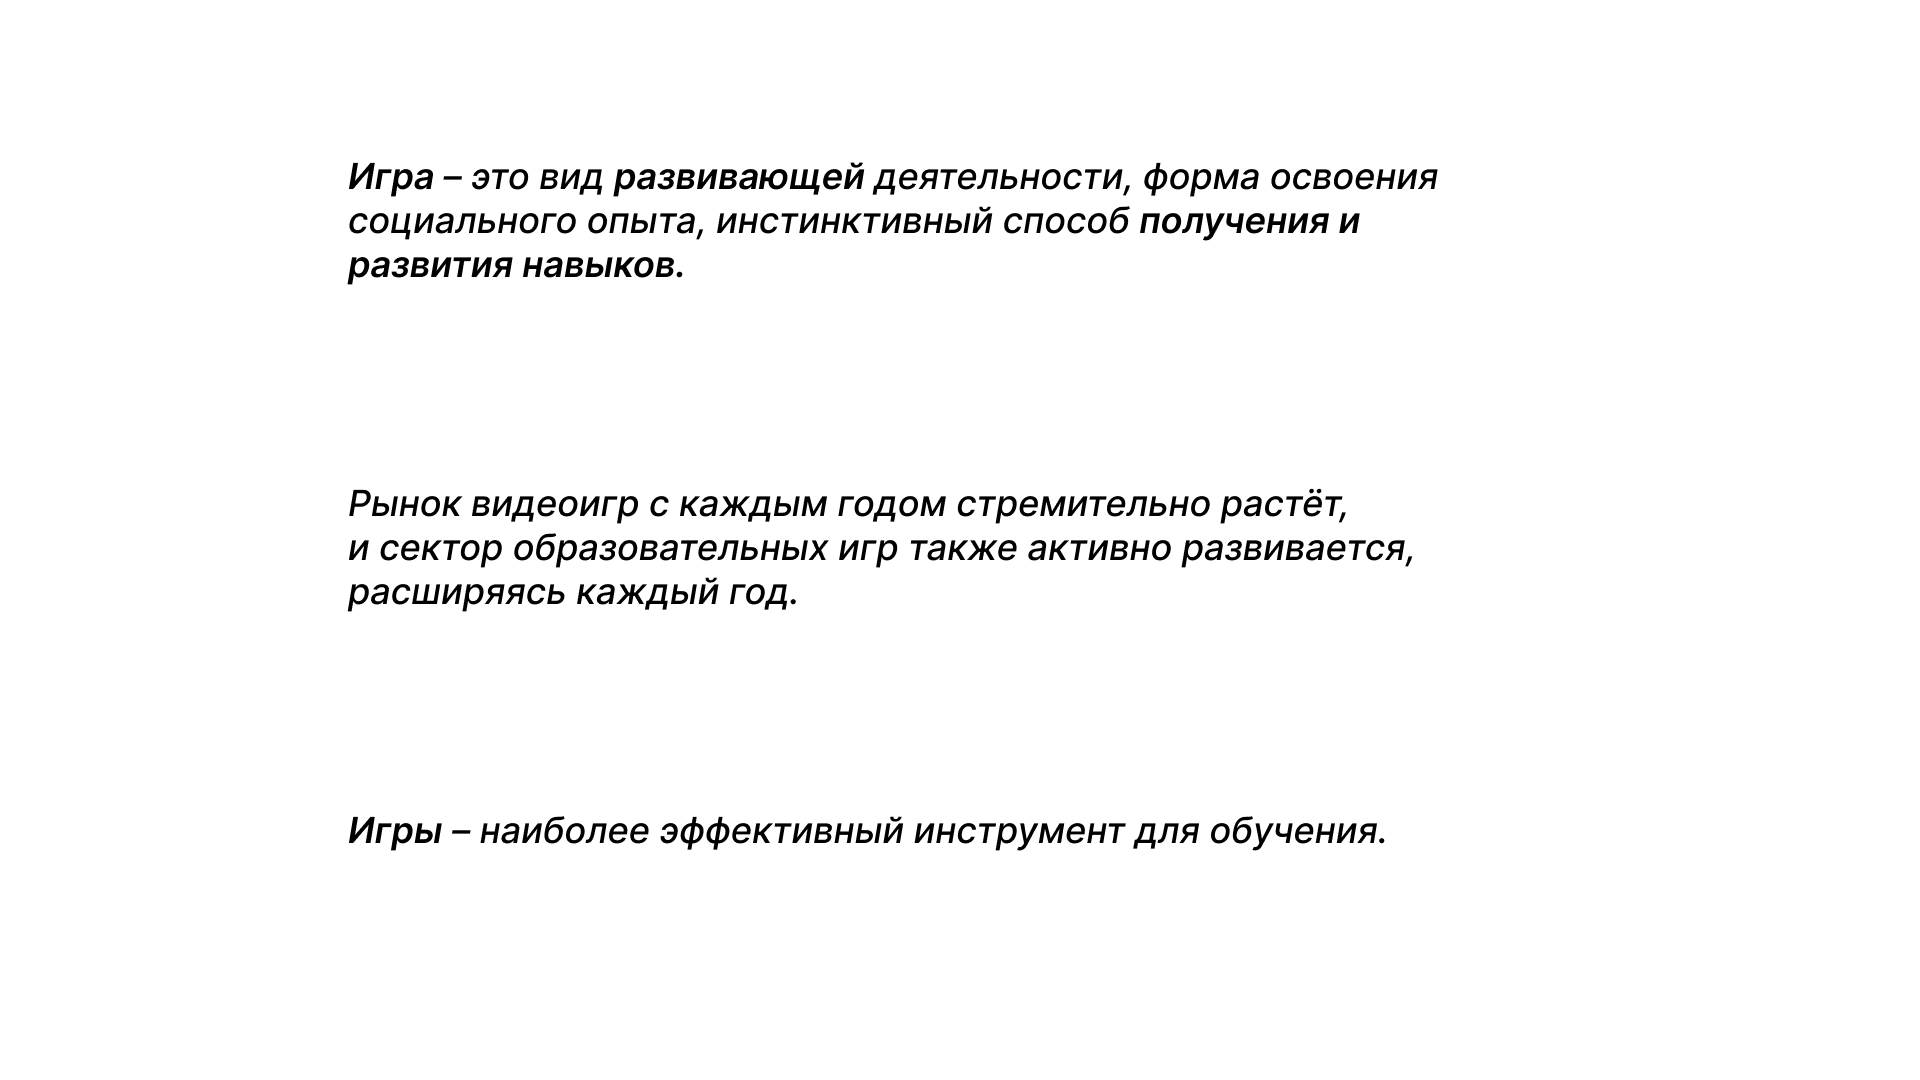 Игра – это вид развивающей деятельности, форма освоения
социального опыта, инстинктивный способ получения и
развития навыков.
Рынок видеоигр с каждым годом стремительно растёт,
и сектор образовательных игр также активно развивается,
расширяясь каждый год.
Игры – наиболее эффективный инструмент для обучения.